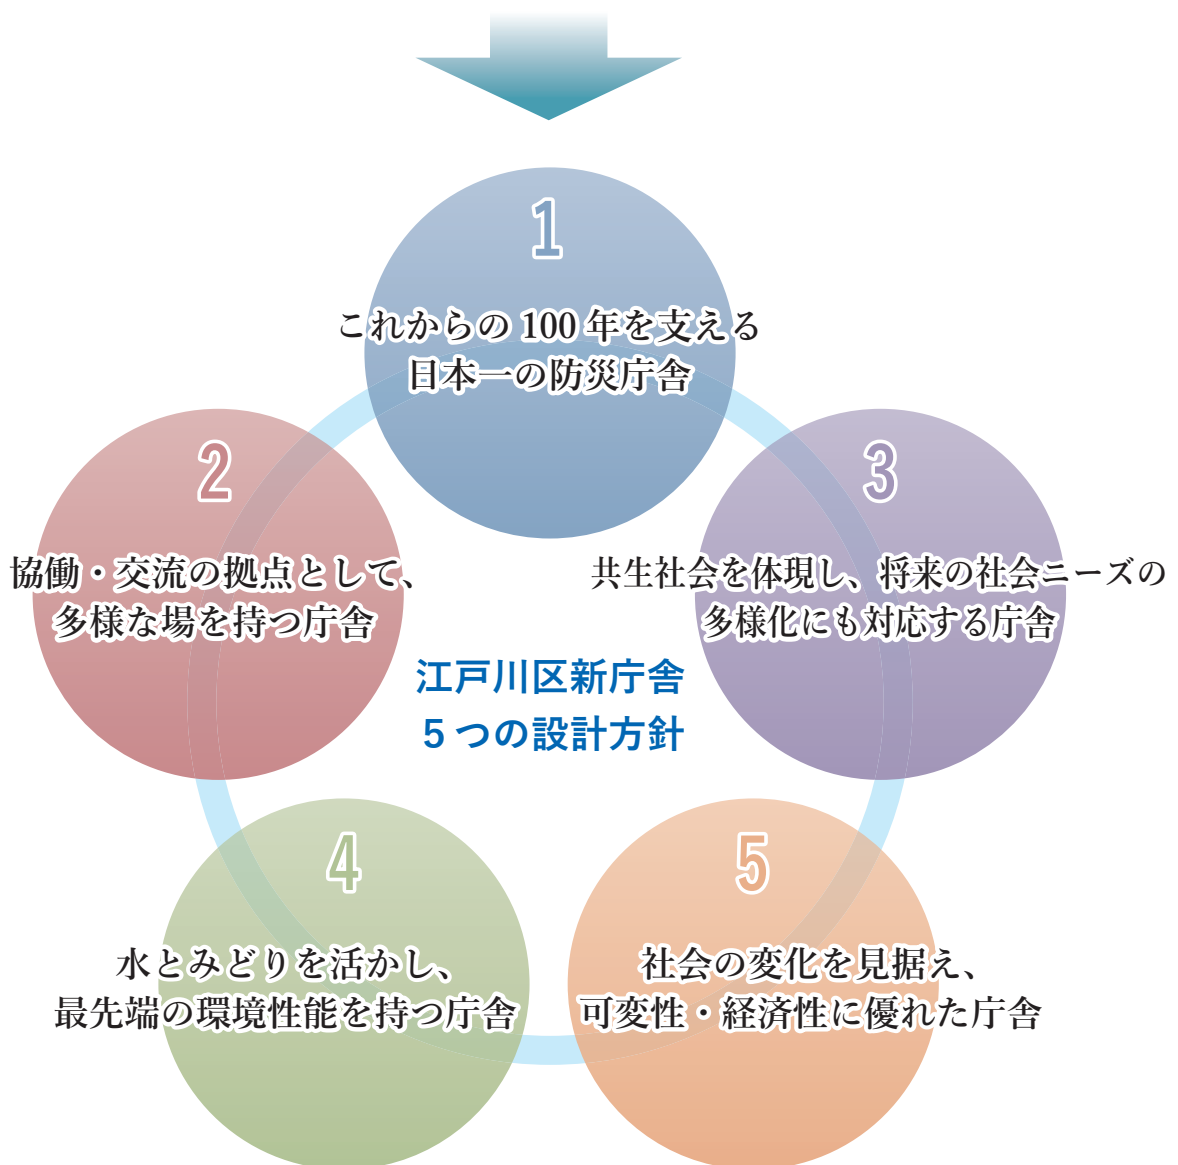 1
これからの 100 年を支える
日本一の防災庁舎
2
協働・交流の拠点として、
多様な場を持つ庁舎
3
共生社会を体現し、将来の社会ニーズの
多様化にも対応する庁舎
江戸川区新庁舎
5 つの設計方針
4
水とみどりを活かし、
最先端の環境性能を持つ庁舎
5
社会の変化を見据え、
可変性・経済性に優れた庁舎